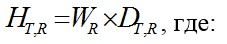 H_{T,R} = W_R × D_{T,R}, где: